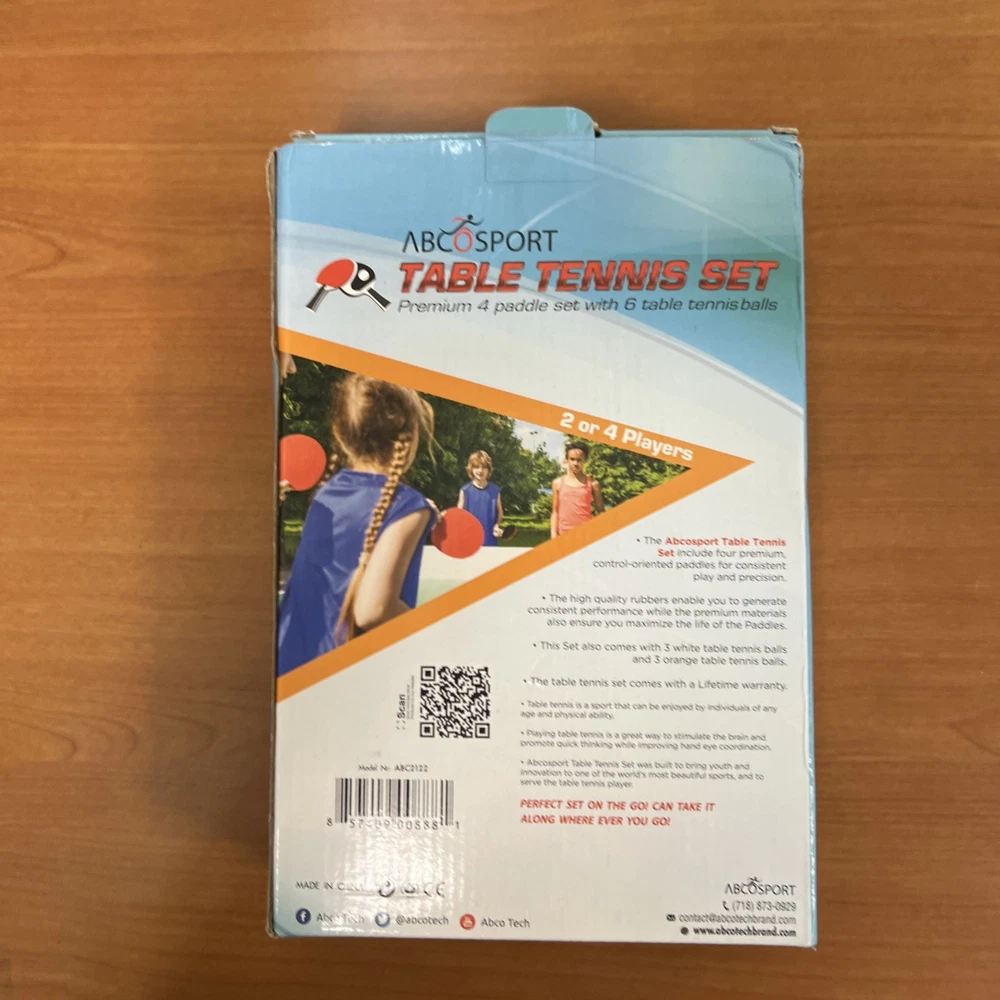 ABCOSPORT
TABLE TENNIS SET
Premium 4 paddle set with 6 table tennis balls
2 or 4 Players
• The Abcosport Table Tennis
Set include four premium,
control-oriented paddles for consistent
play and precision.
• The high quality rubbers enable you to generate
consistent performance while the premium materials
also ensure you maximize the life of the Paddles.
• This Set also comes with 3 white table tennis balls
and 3 orange table tennis balls.
• The table tennis set comes with a Lifetime warranty.
• Table tennis is a sport that can be enjoyed by individuals of any
age and physical ability.
• Playing table tennis is a great way to stimulate the brain and
promote quick thinking while improving hand eye coordination.
• Abcosport Table Tennis Set was built to bring youth and
innovation to one of the world's most beautiful sports, and to
serve the table tennis player.
PERFECT SET ON THE GO! CAN TAKE IT
ALONG WHERE EVER YOU GO!
Scan
Model Nr: ABC2122
MADE IN
CE
Abco Tech
@abcotech
Abco Tech
ABCOSPORT
(718) 873-0929
contact@abcotechbrand.com
www.abcotechbrand.com